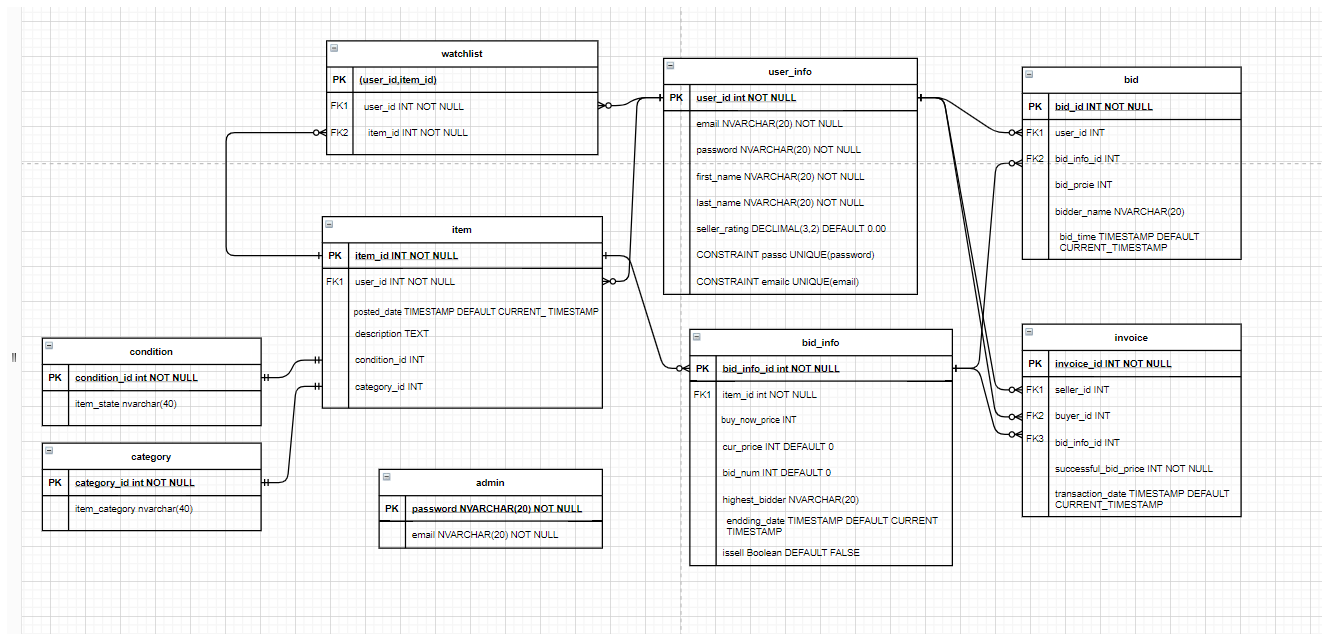 watchlist
PK (user_id,item_id)
FK1 user_id INT NOT NULL
FK2 item_id INT NOT NULL
user_info
PK user_id int NOT NULL
email NVARCHAR(20) NOT NULL
password NVARCHAR(20) NOT NULL
first_name NVARCHAR(20) NOT NULL
last_name NVARCHAR(20) NOT NULL
seller_rating DECLIMAL(3,2) DEFAULT 0.00
CONSTRAINT passc UNIQUE(password)
CONSTRAINT emailc UNIQUE(email)
bid
PK bid_id INT NOT NULL
FK1 user_id INT
FK2 bid_info_id INT
bid_prcie INT
bidder_name NVARCHAR(20)
bid_time TIMESTAMP DEFAULT
CURRENT_TIMESTAMP
item
PK item_id INT NOT NULL
FK1 user_id INT NOT NULL
posted_date TIMESTAMP DEFAULT CURRENT_ TIMESTAMP
description TEXT
condition_id INT
category_id INT
condition
PK condition_id int NOT NULL
item_state nvarchar(40)
category
PK category_id int NOT NULL
item_category nvarchar(40)
admin
PK password NVARCHAR(20) NOT NULL
email NVARCHAR(20) NOT NULL
bid_info
PK bid_info_id int NOT NULL
FK1 item_id int NOT NULL
buy_now_price INT
cur_price INT DEFAULT 0
bid_num INT DEFAULT 0
highest_bidder NVARCHAR(20)
endding_date TIMESTAMP DEFAULT CURRENT
TIMESTAMP
issell Boolean DEFAULT FALSE
invoice
PK invoice_id INT NOT NULL
FK1 seller_id INT
FK2 buyer_id INT
FK3 bid_info_id INT
successful_bid_price INT NOT NULL
transaction_date TIMESTAMP DEFAULT
CURRENT_TIMESTAMP